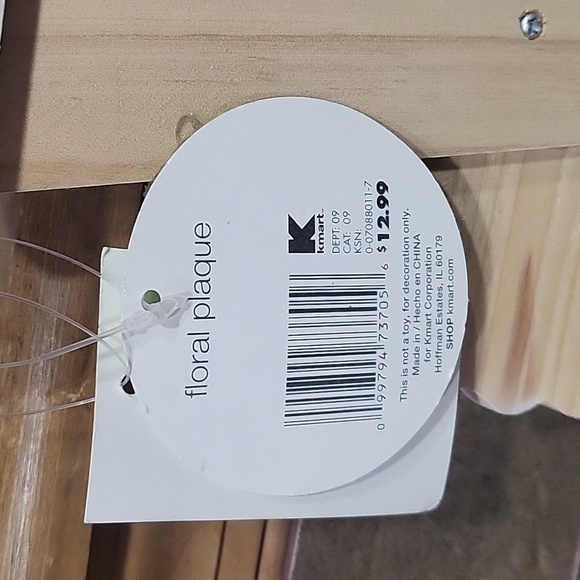 floral plaque
K
kmart
DEPT: 09
CAT: 09
KSN:
0-07088011-7
$12.99
0 99794 73705 6
This is not a toy, for decoration only.
Made in / Hecho en CHINA
for Kmart Corporation
Hoffman Estates, IL 60179
SHOP kmart.com